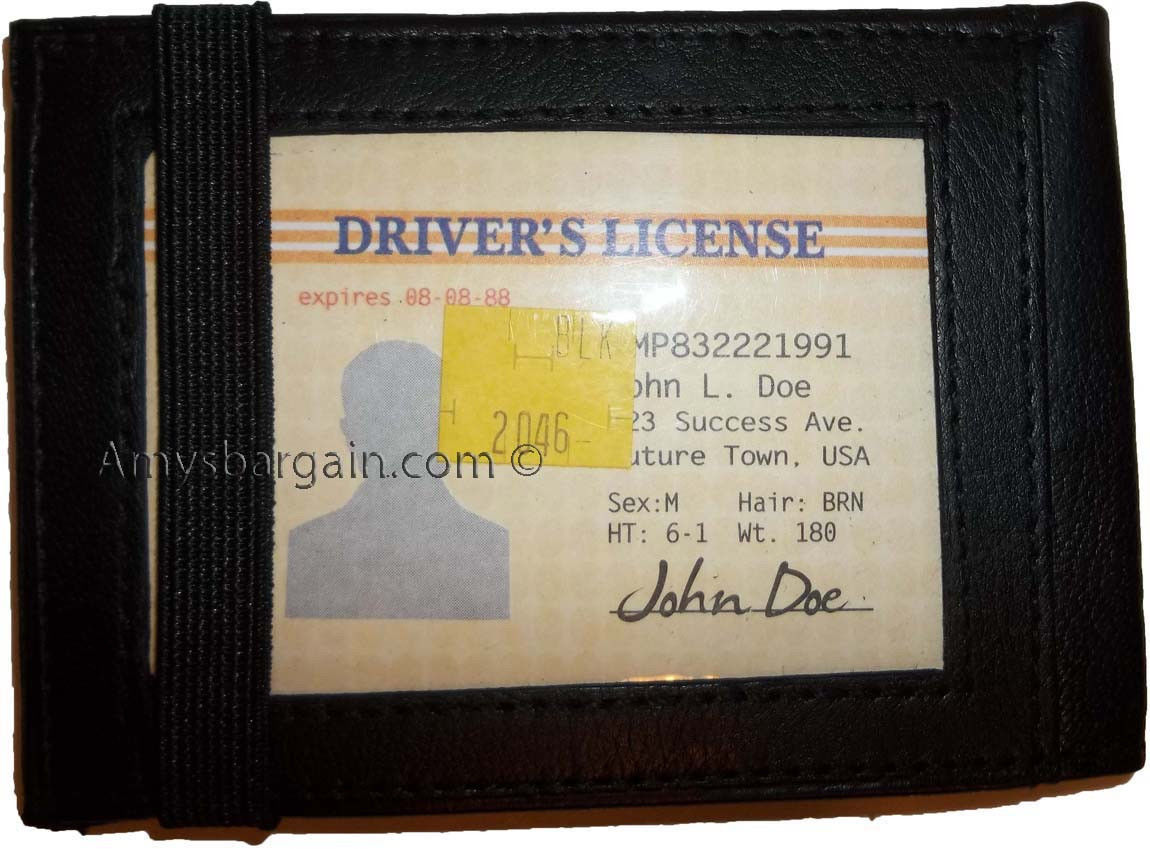 DRIVER'S LICENSE
expires 08-08-88
BLK
2046
MP832221991
ohn L. Doe
23 Success Ave.
uture Town, USA
Amysbargain.com ©
Sex:M Hair: BRN
HT: 6-1 Wt. 180
John Doe